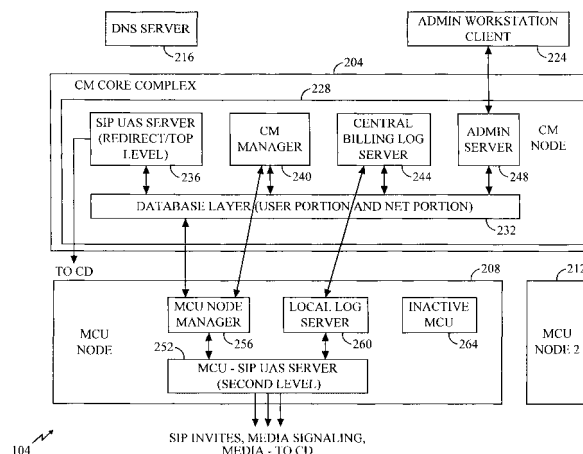 DNS SERVER
216
ADMIN WORKSTATION
CLIENT
224
204
CM CORE COMPLEX
228
SIP UAS SERVER
(REDIRECT/TOP
LEVEL)
236
CM
MANAGER
240
CENTRAL
BILLING LOG
SERVER
244
ADMIN
SERVER
248
CM
NODE
DATABASE LAYER (USER PORTION AND NET PORTION)
232
TO CD
208
212
MCU
NODE
MCU NODE
MANAGER
256
LOCAL LOG
SERVER
260
INACTIVE
MCU
264
MCU
NODE 2
252
MCU - SIP UAS SERVER
(SECOND LEVEL)
SIP INVITES, MEDIA SIGNALING,
MEDIA - TO CD
104